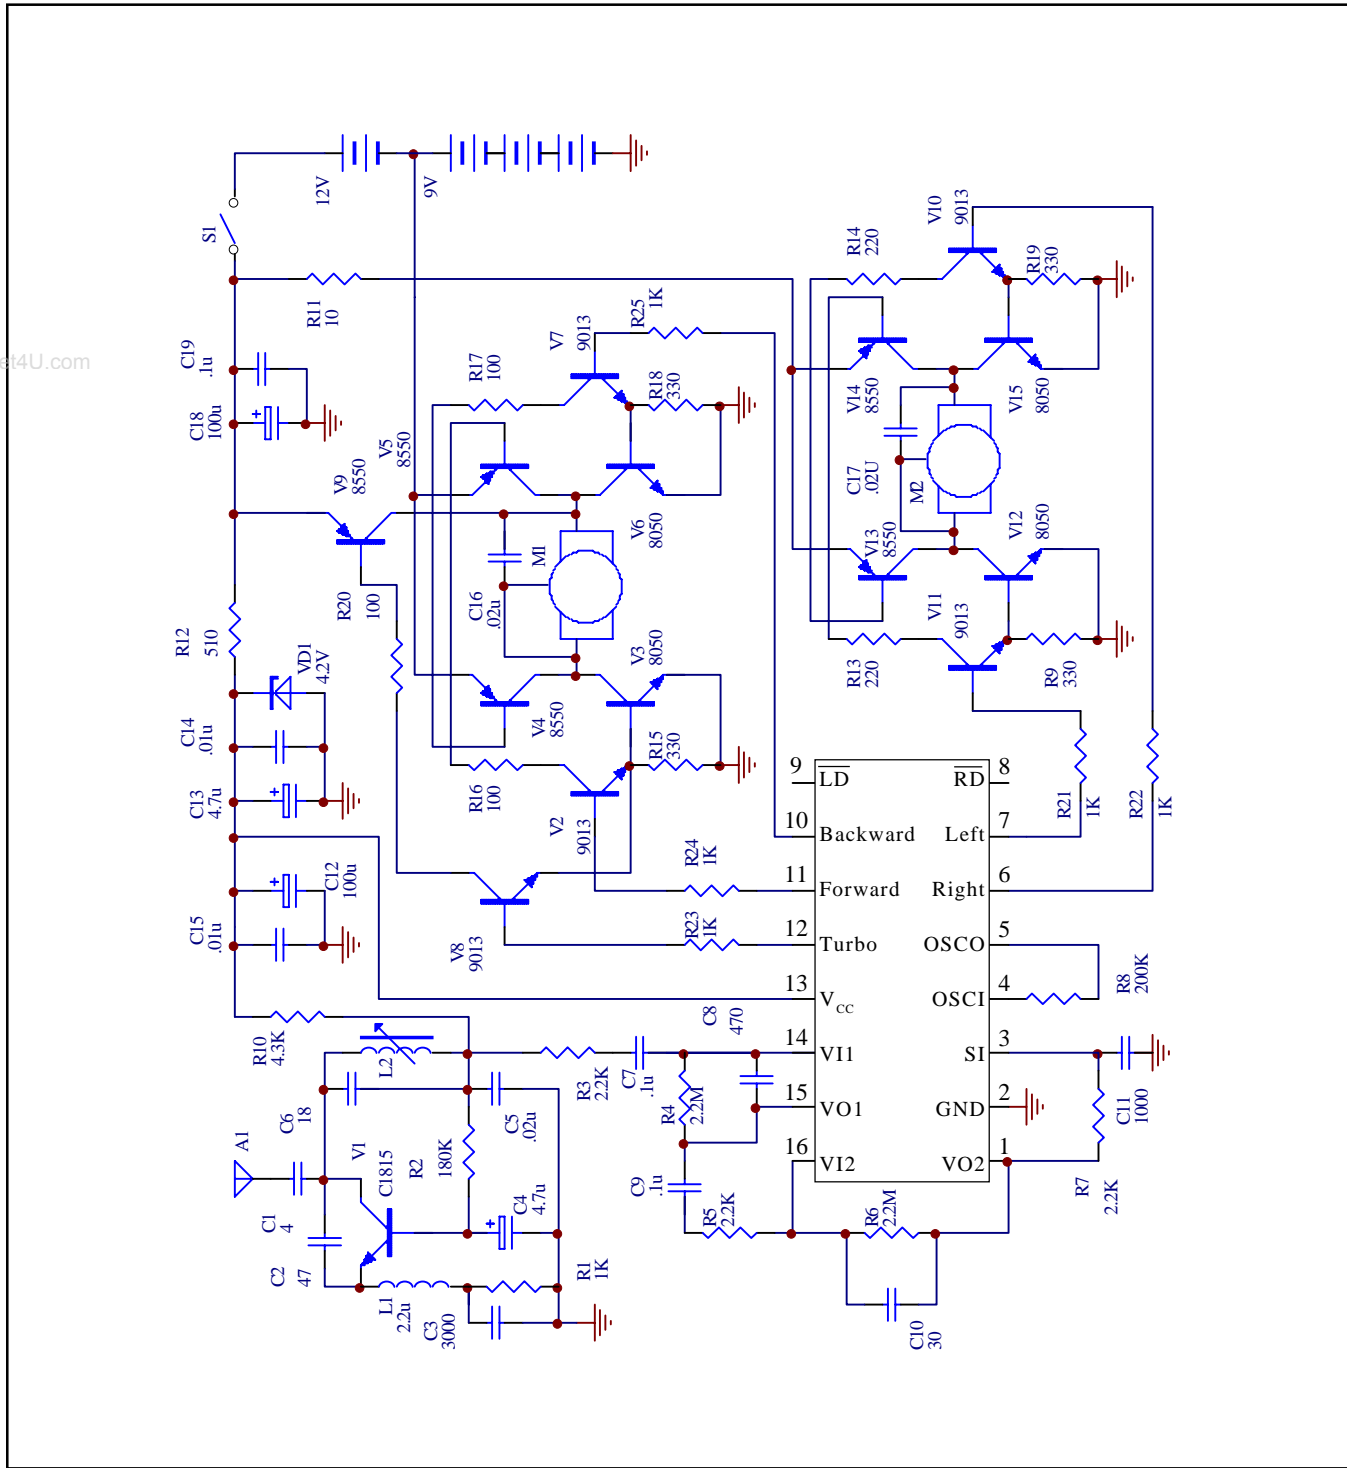 et4U.com
12V
9V
S1
R11
10
C19
.1u
C18
100u
V9
8550
V5
8550
R17
100
V7
9013
R25
1K
R18
330
V6
8050
M1
C16
.02u
R20
100
R12
510
VD1
4.2V
C14
.01u
C13
4.7u
C12
100u
C15
.01u
V4
8550
V3
8050
R15
330
R16
100
V2
9013
V8
9013
R24
1K
R23
1K
V10
9013
R14
220
R19
330
V14
8550
V15
8050
C17
.02U
M2
V13
8550
V12
8050
V11
9013
R13
220
R9
330
R21
1K
R22
1K
9 LD
RD 8
10 Backward
Left 7
11 Forward
Right 6
12 Turbo
OSCO 5
13 VCC
OSCI 4
14 VI1
SI 3
15 VO1
GND 2
16 VI2
VO2 1
R8
200K
C11
1000
R7
2.2K
R6
2.2M
C10
30
R5
2.2K
C9
.1u
R4
2.2M
C8
470
C7
.1u
R3
2.2K
R10
4.3K
L2
C6
18
C5
.02u
A1
V1
C1815
R2
180K
C4
4.7u
C1
4
C2
47
L1
2.2u
C3
3000
R1
1K